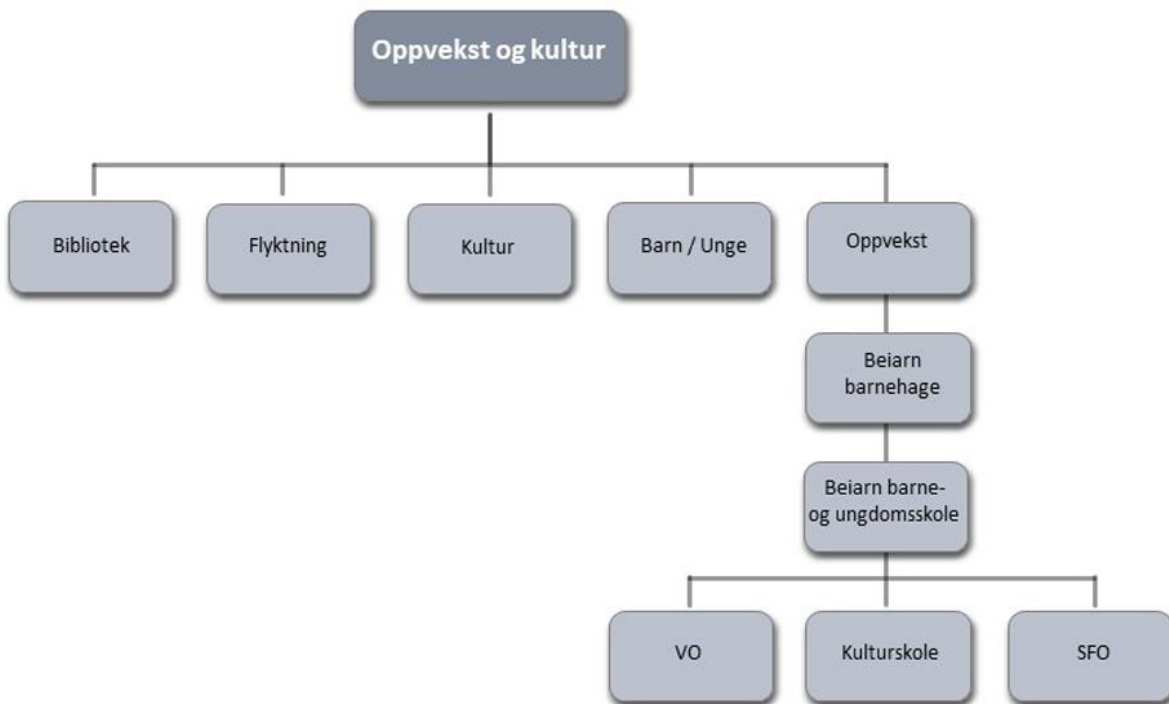 Oppvekst og kultur
Bibliotek
Flyktning
Kultur
Barn / Unge
Oppvekst
Beiarn
barnehage
Beiarn barne-
og ungdomsskole
VO
Kulturskole
SFO